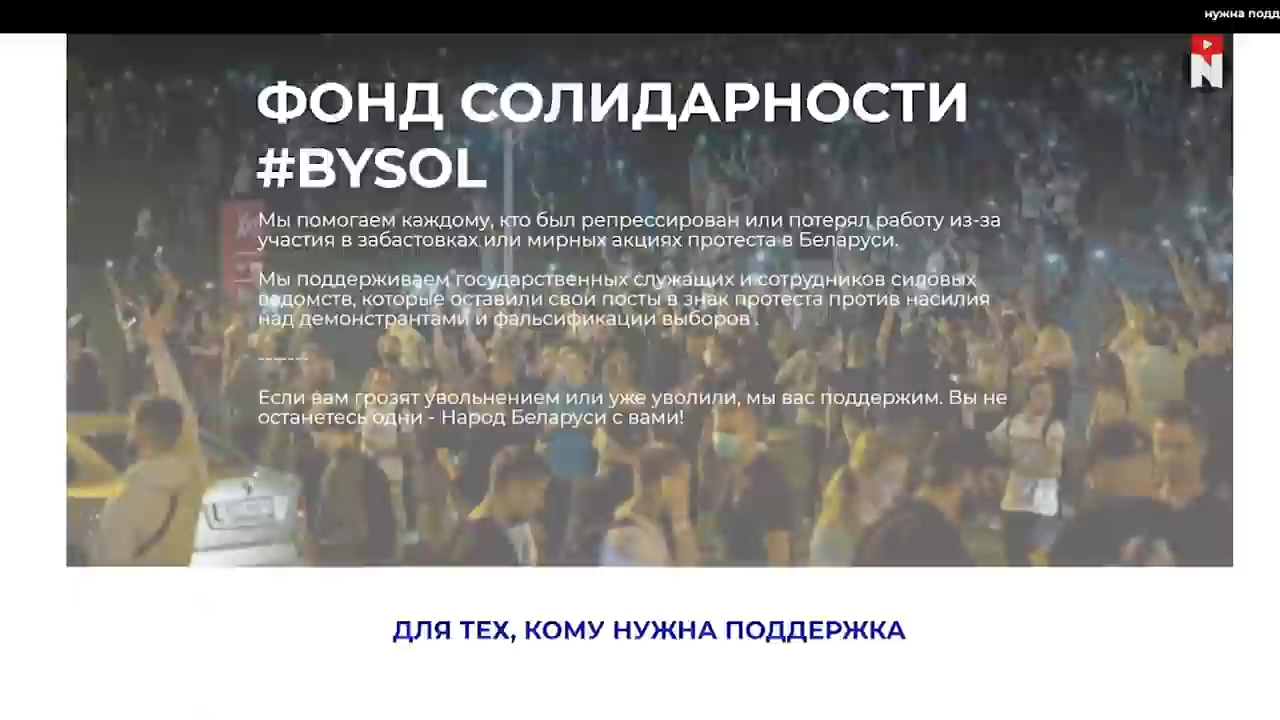 нужна подд
ФОНД СОЛИДАРНОСТИ
#BYSOL
Мы помогаем каждому, кто был репрессирован или потерял работу из-за
участия в забастовках или мирных акциях протеста в Беларуси.
Мы поддерживаем государственных служащих и сотрудников силовых
ведомств, которые оставили свои посты в знак протеста против насилия
над демонстрантами и фальсификации выборов .
-------
Если вам грозят увольнением или уже уволили, мы вас поддержим. Вы не
останетесь одни - Народ Беларуси с вами!
ДЛЯ ТЕХ, КОМУ НУЖНА ПОДДЕРЖКА
N